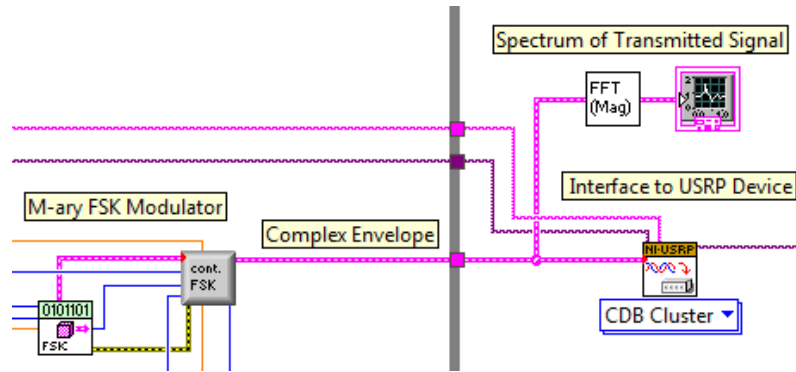 Spectrum of Transmitted Signal
FFT
(Mag)
Interface to USRP Device
M-ary FSK Modulator
Complex Envelope
NI-USRP
cont.
FSK
0101101
FSK
CDB Cluster